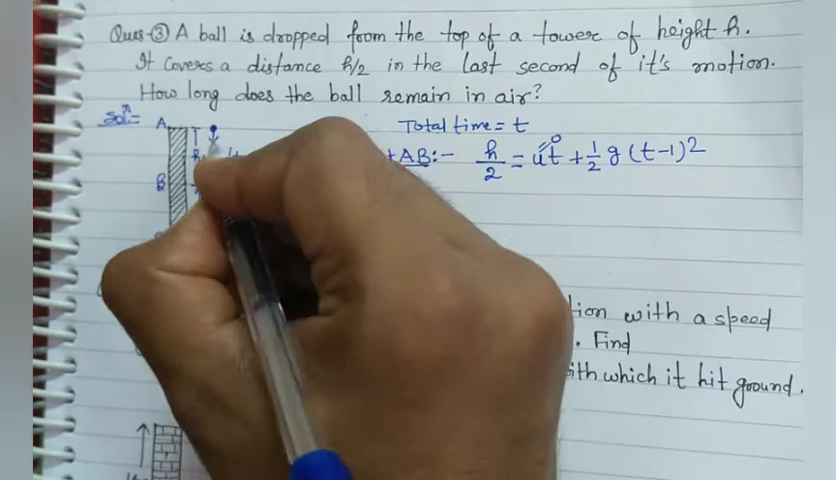 Ques-③ A ball is dropped from the top of a tower of height h.
It covers a distance h/2 in the last second of it's motion.
How long does the ball remain in air?
Solⁿ:-
Total time = t
A
B
AB:- h/2 = ut⁰ + 1/2 g (t-1)²
tion with a speed
. Find
ith which it hit ground.